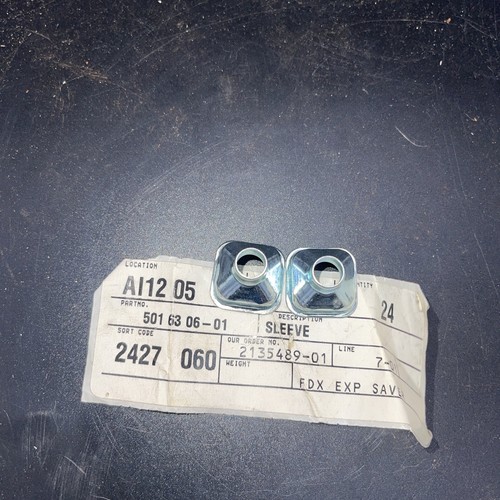 LOCATION
AI12 05
24
PARTNO.
DESCRIPTION
501 63 06-01
SLEEVE
SORT CODE
OUR ORDER NO.
LINE
2427 060
2135489-01
WEIGHT
FDX EXP SAV